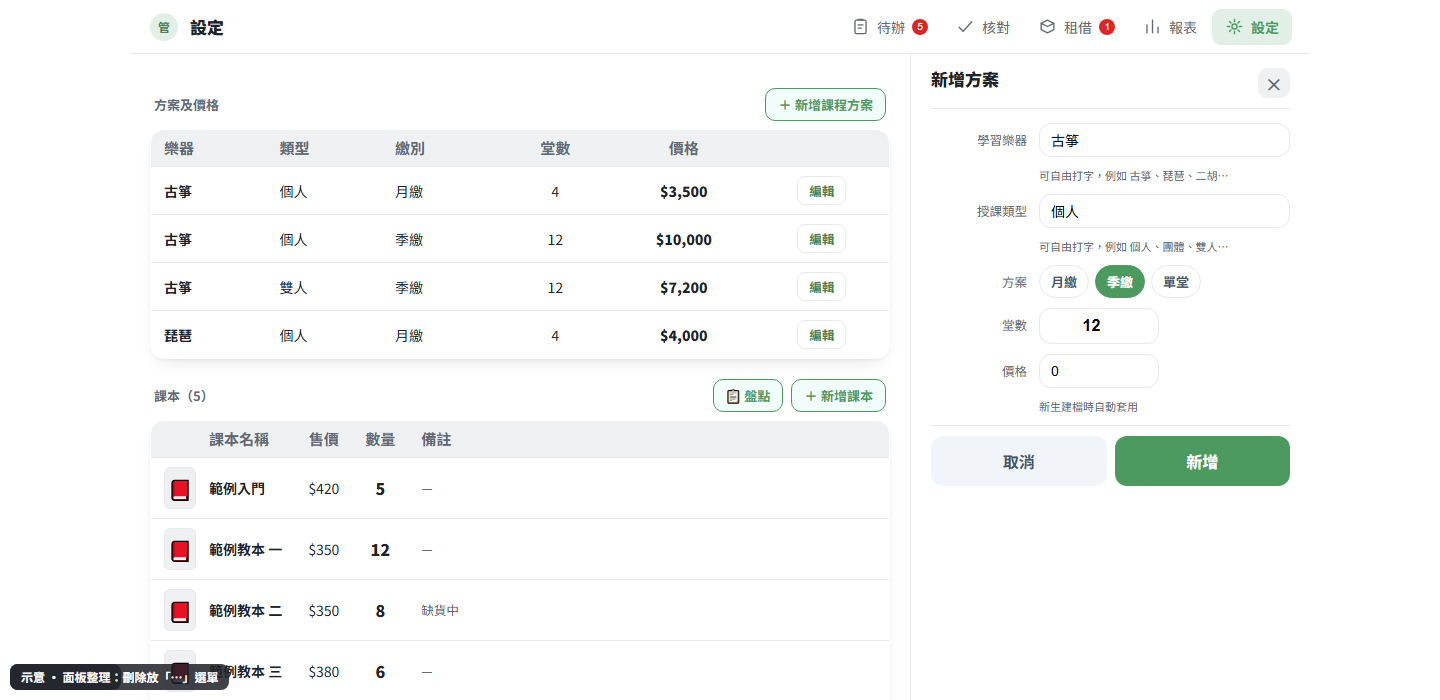 管 設定 待辦 5 核對 租借 1 報表 設定
方案及價格 ＋ 新增課程方案
樂器 類型 繳別 堂數 價格
古箏 個人 月繳 4 $3,500 編輯
古箏 個人 季繳 12 $10,000 編輯
古箏 雙人 季繳 12 $7,200 編輯
琵琶 個人 月繳 4 $4,000 編輯
課本（5） 盤點 ＋ 新增課本
課本名稱 售價 數量 備註
範例入門 $420 5 —
範例教本 一 $350 12 —
範例教本 二 $350 8 缺貨中
範例教本 三 $380 6 —
示意 • 面板整理：刪除放「⋯」選單
新增方案 ×
學習樂器 古箏
可自由打字，例如 古箏、琵琶、二胡⋯
授課類型 個人
可自由打字，例如 個人、團體、雙人⋯
方案 月繳 季繳 單堂
堂數 12
價格 0
新生建檔時自動套用
取消 新增